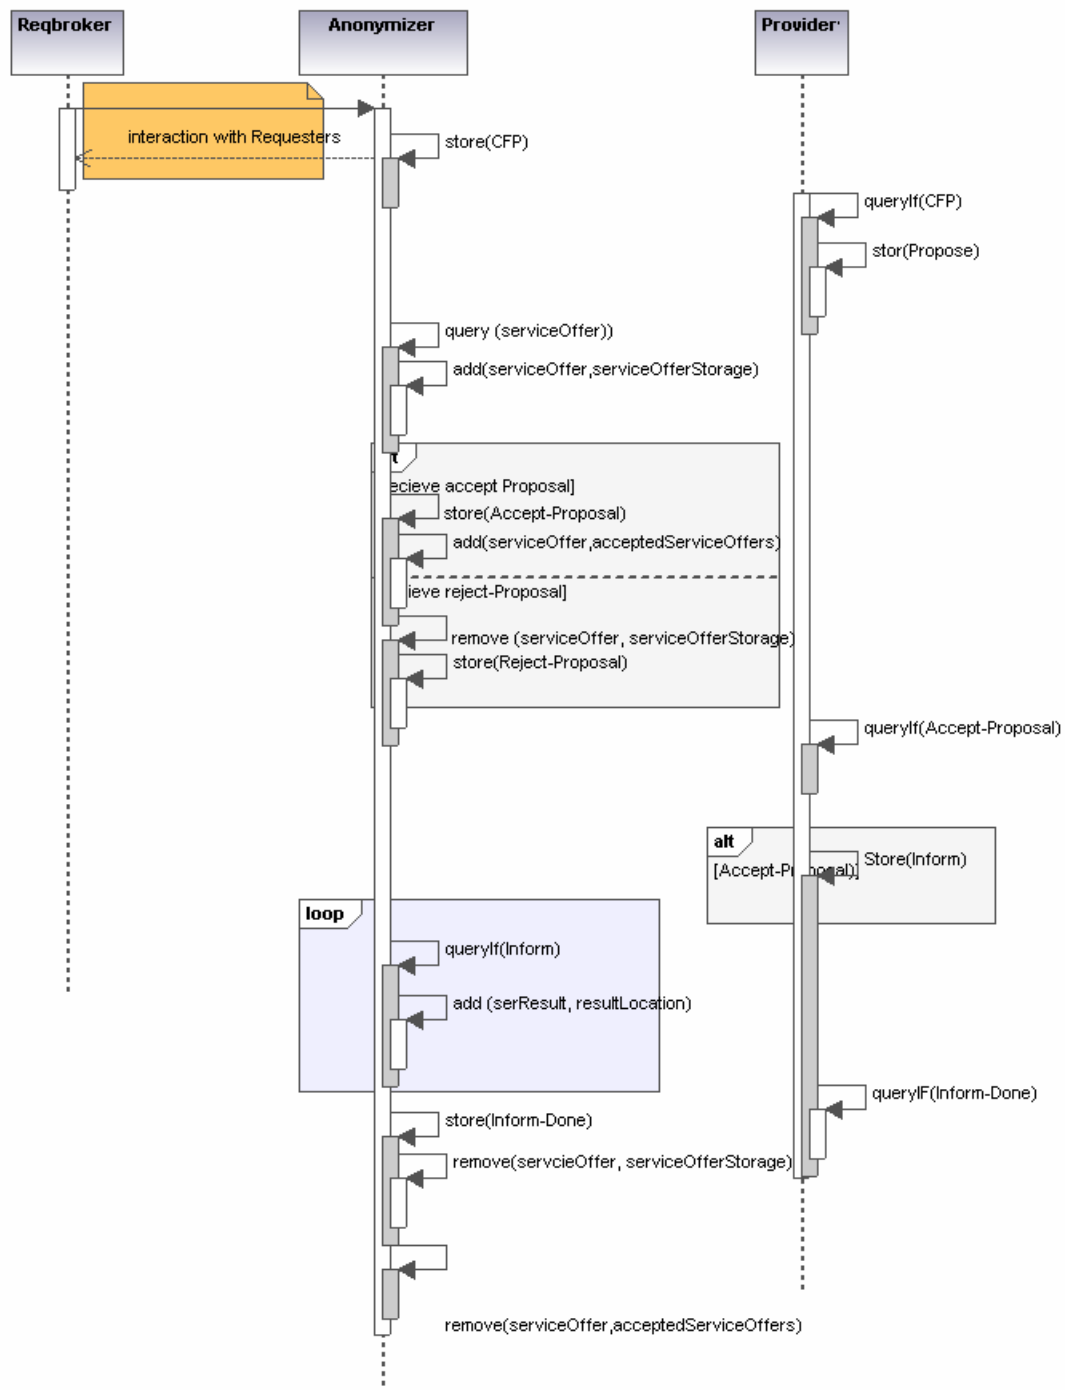 Reqbroker
Anonymizer
Provider
interaction with Requesters
store(CFP)
queryIf(CFP)
stor(Propose)
query (serviceOffer))
add(serviceOffer,serviceOfferStorage)
t
ecieve accept Proposal]
store(Accept-Proposal)
add(serviceOffer,acceptedServiceOffers)
ieve reject-Proposal]
remove (serviceOffer, serviceOfferStorage)
store(Reject-Proposal)
queryIf(Accept-Proposal)
alt
Store(Inform)
[Accept-Proposal)]
loop
queryIf(Inform)
add (serResult, resultLocation)
queryIF(Inform-Done)
store(Inform-Done)
remove(servcieOffer, serviceOfferStorage)
remove(serviceOffer,acceptedServiceOffers)